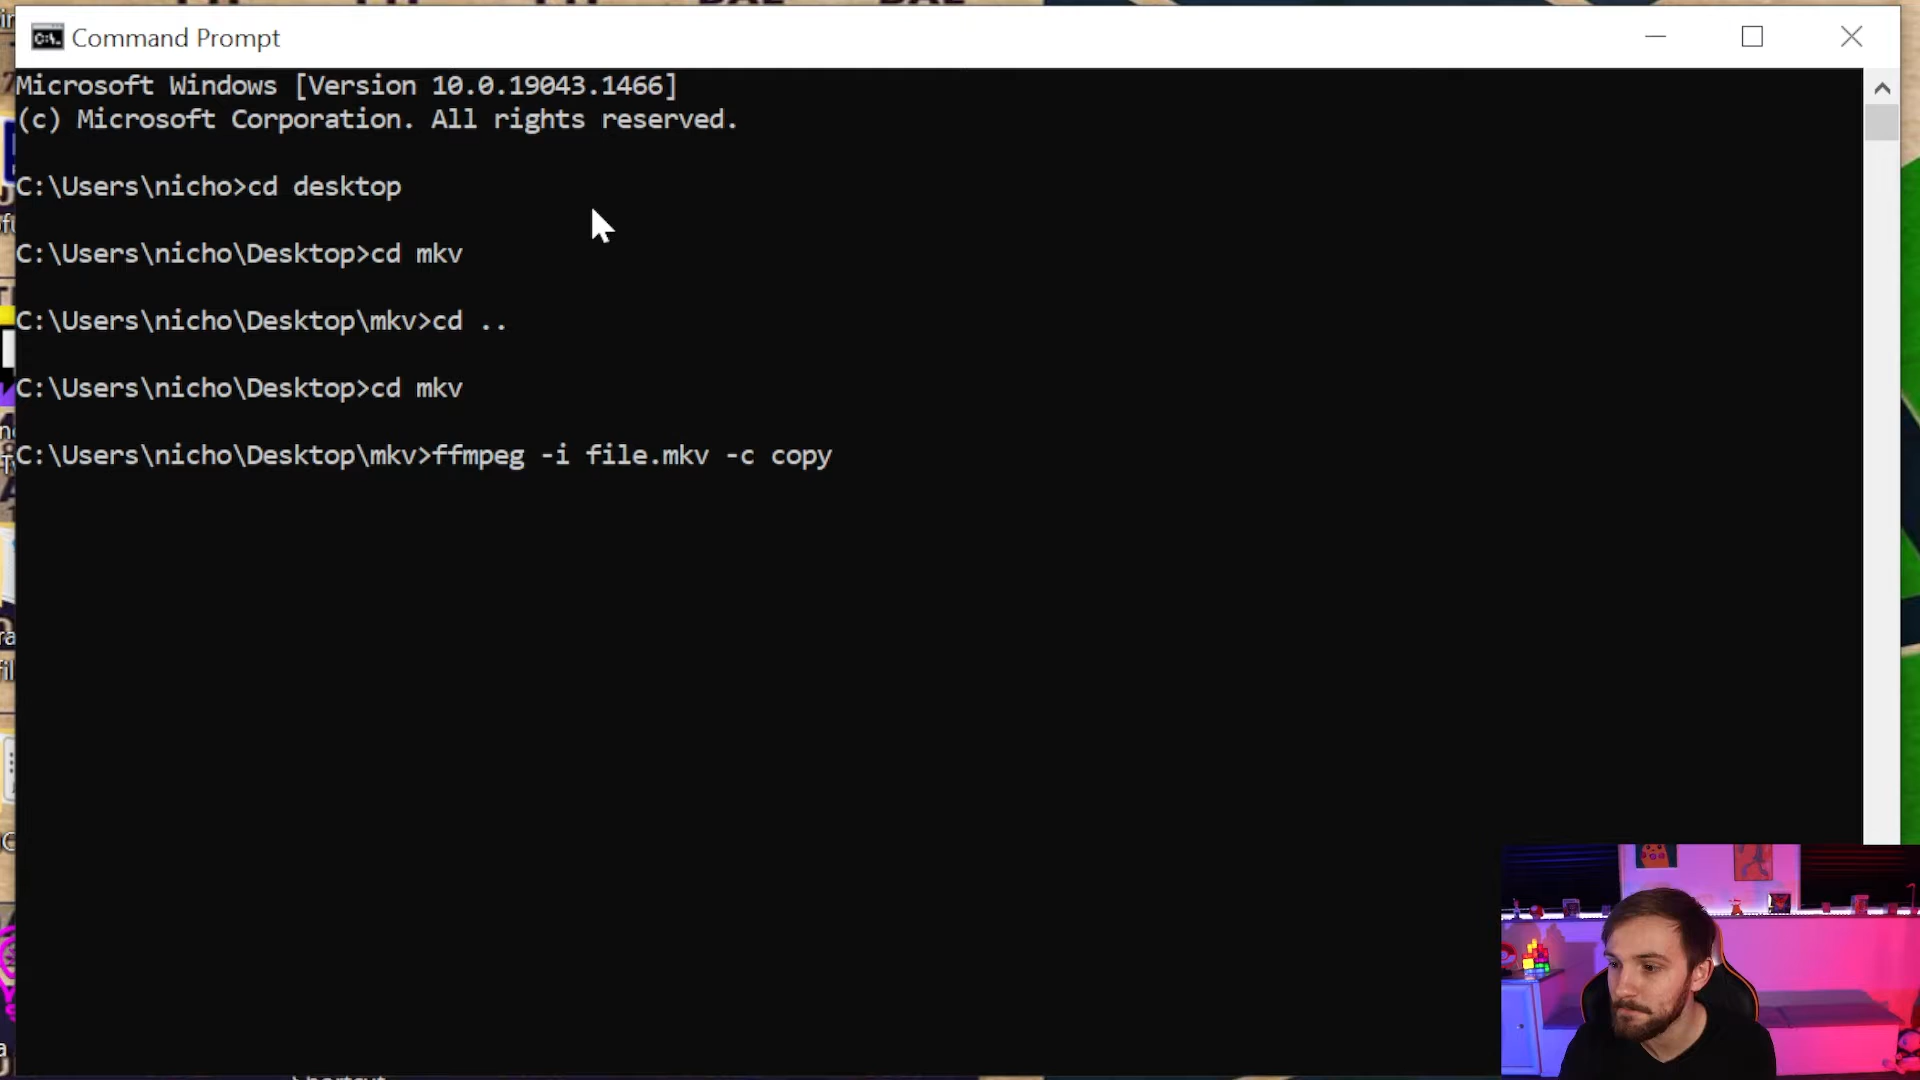 Command Prompt
Microsoft Windows [Version 10.0.19043.1466]
(c) Microsoft Corporation. All rights reserved.
C:\Users\nicho>cd desktop
C:\Users\nicho\Desktop>cd mkv
C:\Users\nicho\Desktop\mkv>cd ..
C:\Users\nicho\Desktop>cd mkv
C:\Users\nicho\Desktop\mkv>ffmpeg -i file.mkv -c copy